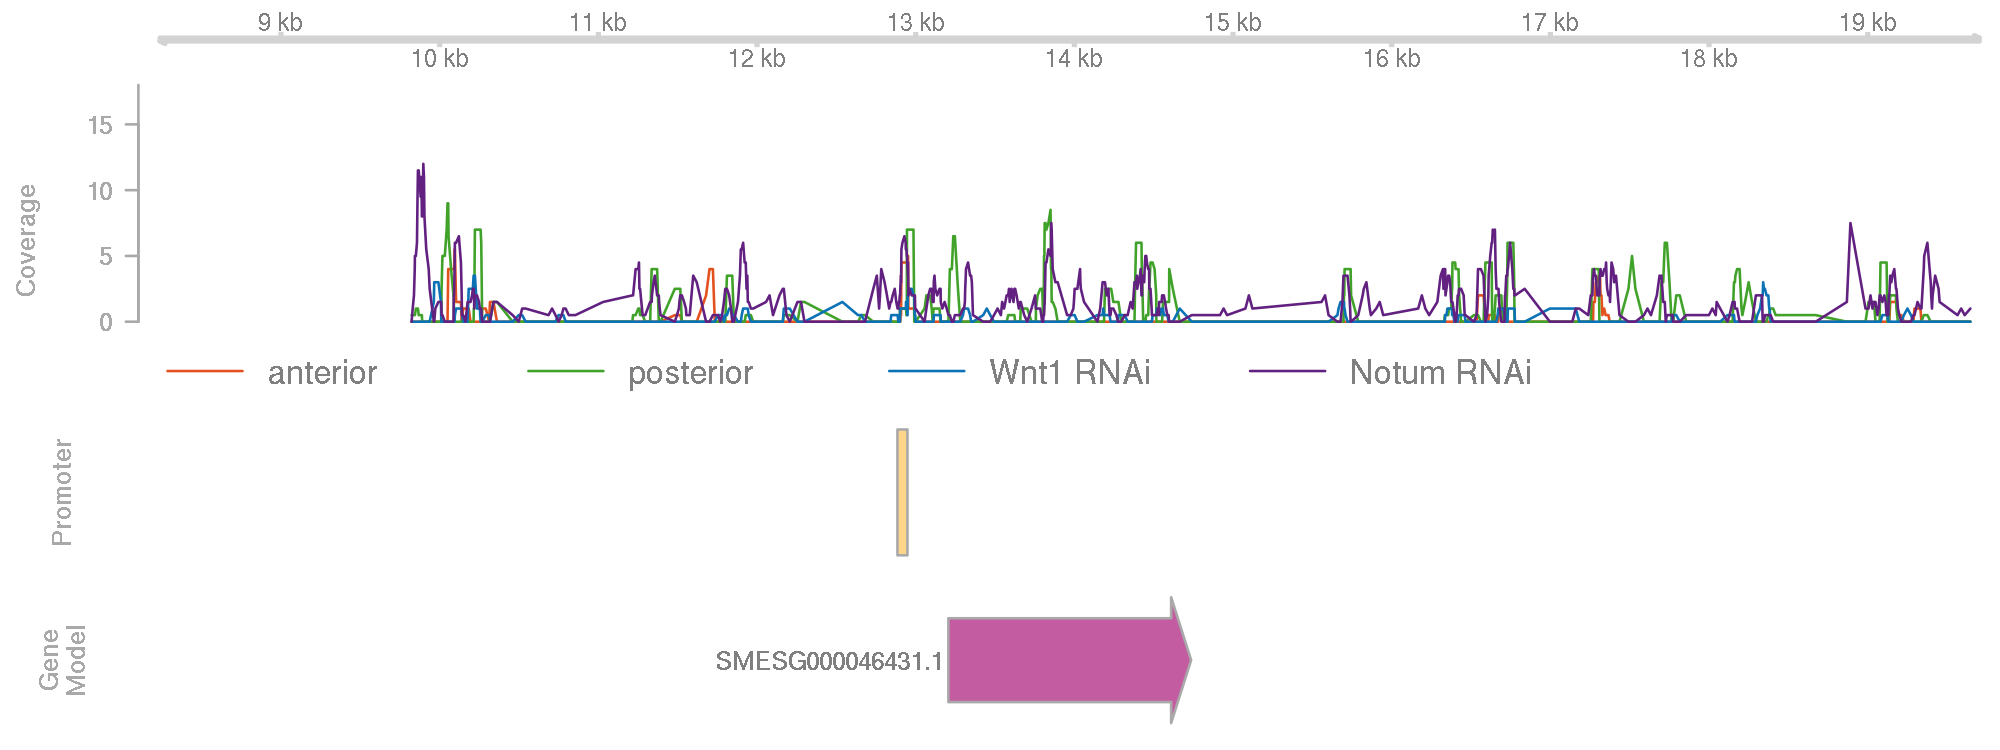 9 kb 11 kb 13 kb 15 kb 17 kb 19 kb
10 kb 12 kb 14 kb 16 kb 18 kb
Coverage
15
10
5
0
anterior posterior Wnt1 RNAi Notum RNAi
Promoter
Gene
Model
SMESG000046431.1